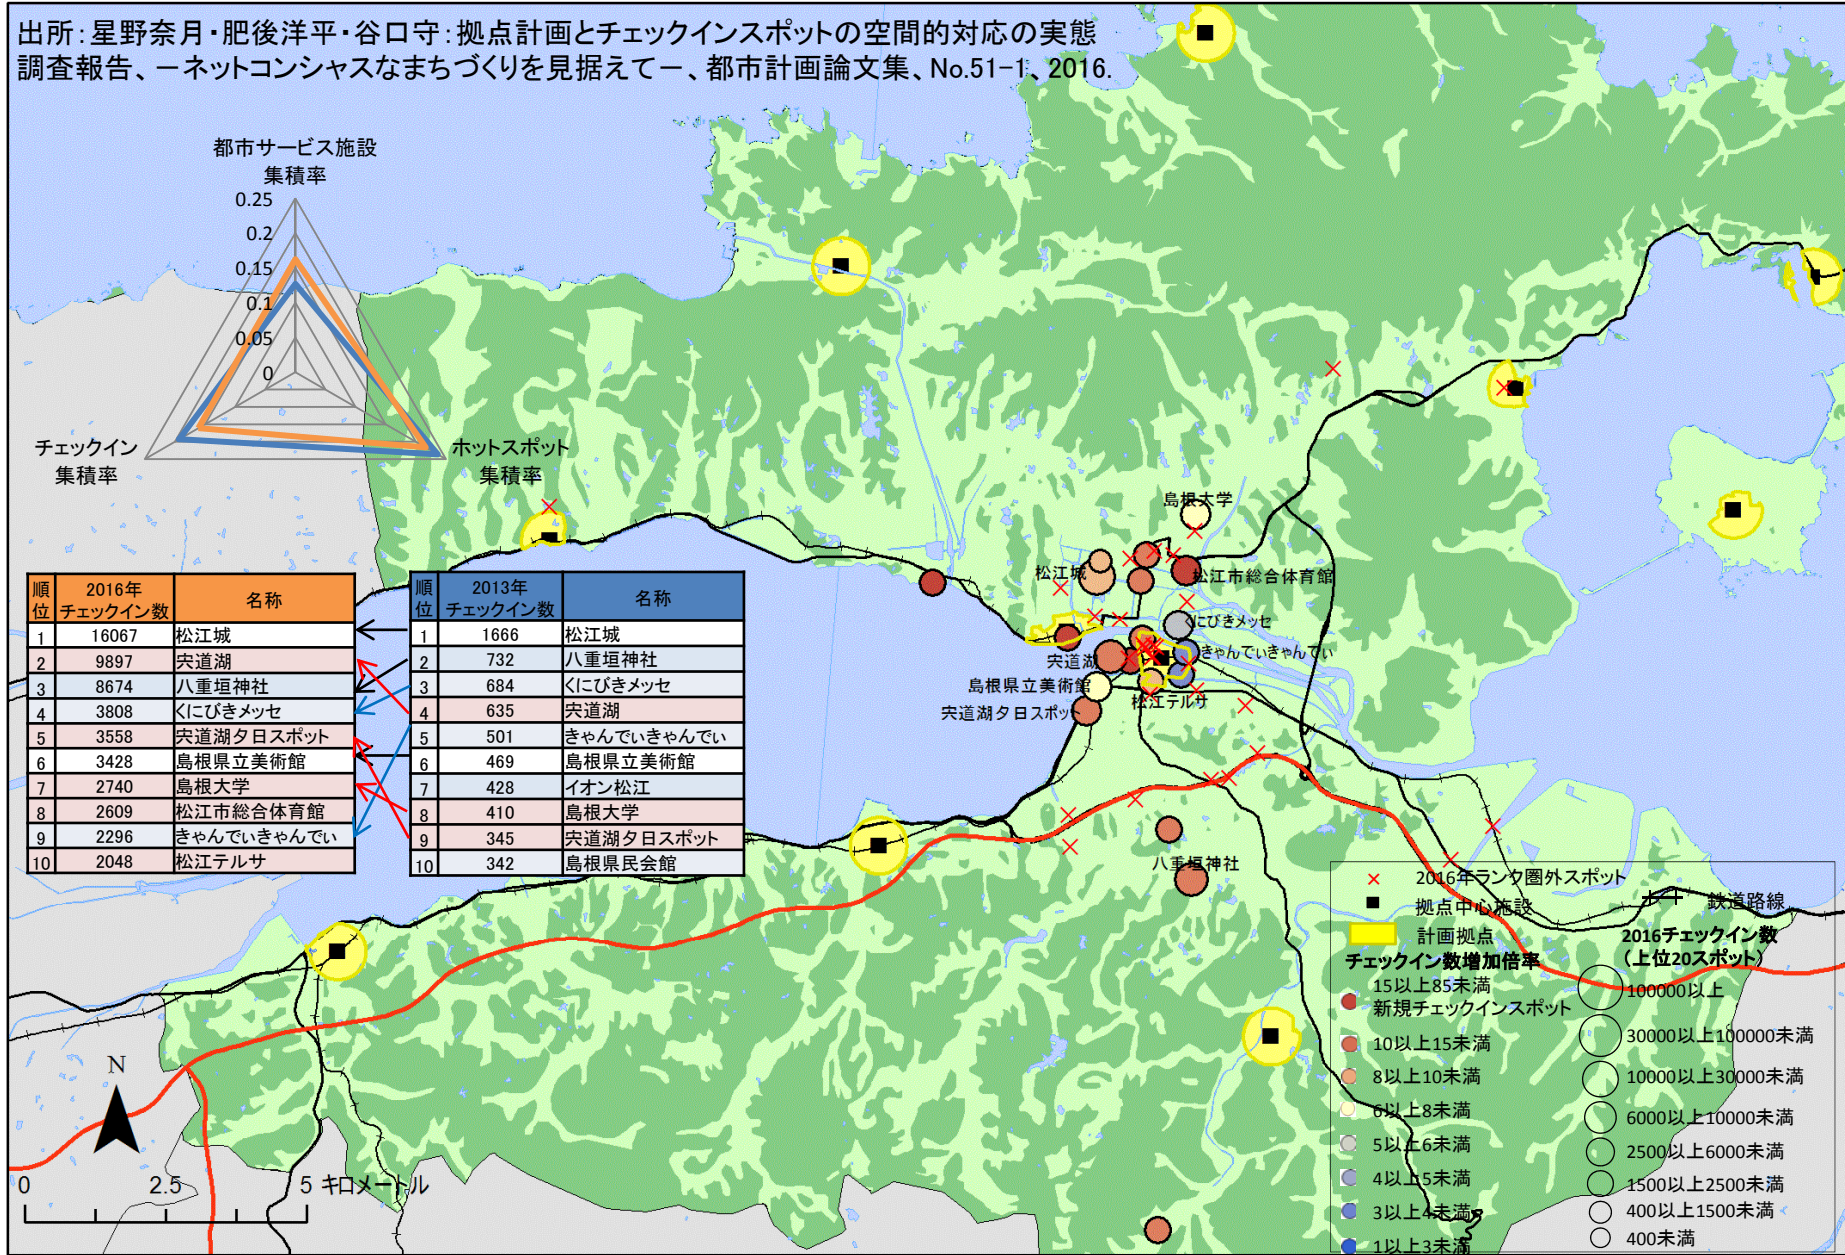 出所：星野奈月・肥後洋平・谷口守：拠点計画とチェックインスポットの空間的対応の実態
調査報告、－ネットコンシャスなまちづくりを見据えて－、都市計画論文集、No.51-1、2016.
都市サービス施設
集積率
0.25
0.2
0.15
0.1
0.05
0
チェックイン
集積率
ホットスポット
集積率
順位 2016年チェックイン数 名称
1 16067 松江城
2 9897 宍道湖
3 8674 八重垣神社
4 3808 くにびきメッセ
5 3558 宍道湖夕日スポット
6 3428 島根県立美術館
7 2740 島根大学
8 2609 松江市総合体育館
9 2296 きゃんでぃきゃんでぃ
10 2048 松江テルサ
順位 2013年チェックイン数 名称
1 1666 松江城
2 732 八重垣神社
3 684 くにびきメッセ
4 635 宍道湖
5 501 きゃんでぃきゃんでぃ
6 469 島根県立美術館
7 428 イオン松江
8 410 島根大学
9 345 宍道湖夕日スポット
10 342 島根県民会館
島根大学
松江城
松江市総合体育館
くにびきメッセ
きゃんでぃきゃんでぃ
宍道湖
島根県立美術館
松江テルサ
宍道湖夕日スポット
八重垣神社
2016年ランク圏外スポット
拠点中心施設
計画拠点
鉄道路線
チェックイン数増加倍率
15以上85未満
新規チェックインスポット
10以上15未満
8以上10未満
6以上8未満
5以上6未満
4以上5未満
3以上4未満
1以上3未満
2016チェックイン数
（上位20スポット）
100000以上
30000以上100000未満
10000以上30000未満
6000以上10000未満
2500以上6000未満
1500以上2500未満
400以上1500未満
400未満
N
0 2.5 5 キロメートル